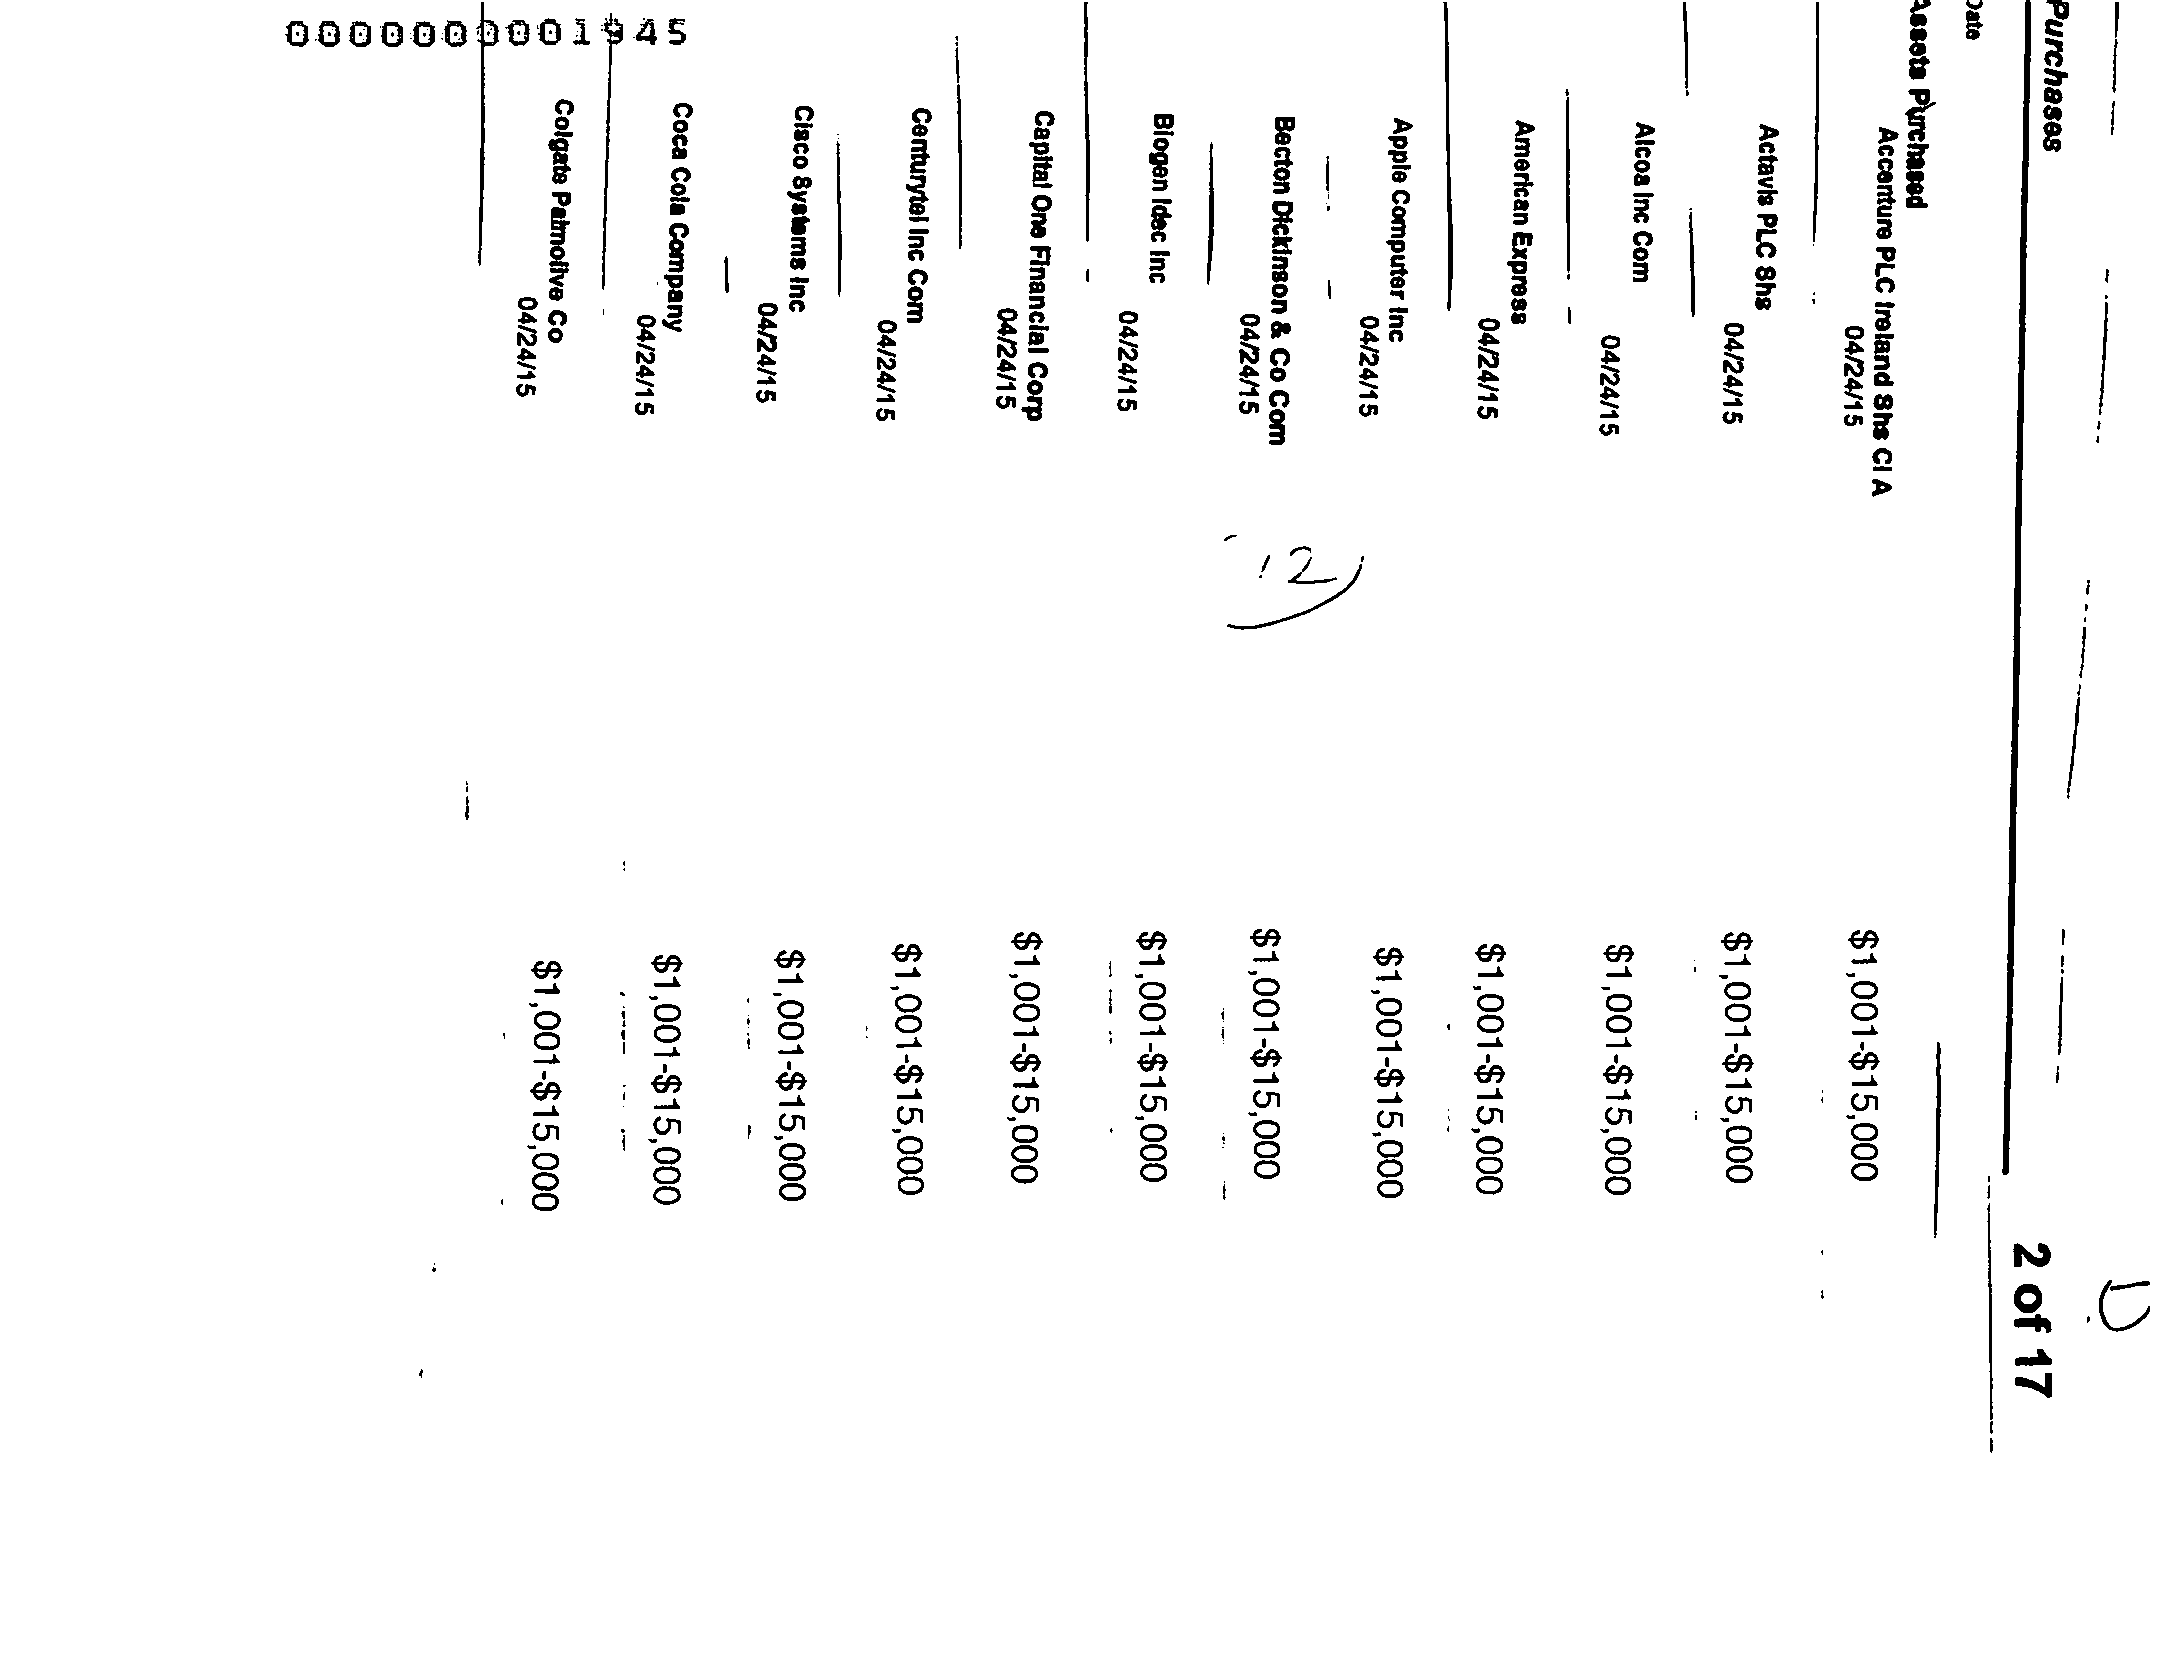 Purchases
2 of 17
Date
Assets Purchased
Accenture PLC Ireland Shs Cl A
04/24/15 $1,001-$15,000
Actavis PLC Shs
04/24/15 $1,001-$15,000
Alcoa Inc Com
04/24/15 $1,001-$15,000
American Express
04/24/15 $1,001-$15,000
Apple Computer Inc
04/24/15 $1,001-$15,000
Becton Dickinson & Co Com
04/24/15 $1,001-$15,000
12
Biogen Idec Inc
04/24/15 $1,001-$15,000
Capital One Financial Corp
04/24/15 $1,001-$15,000
Centurytel Inc Com
04/24/15 $1,001-$15,000
Cisco Systems Inc
04/24/15 $1,001-$15,000
Coca Cola Company
04/24/15 $1,001-$15,000
Colgate Palmolive Co
04/24/15 $1,001-$15,000
0000000001945